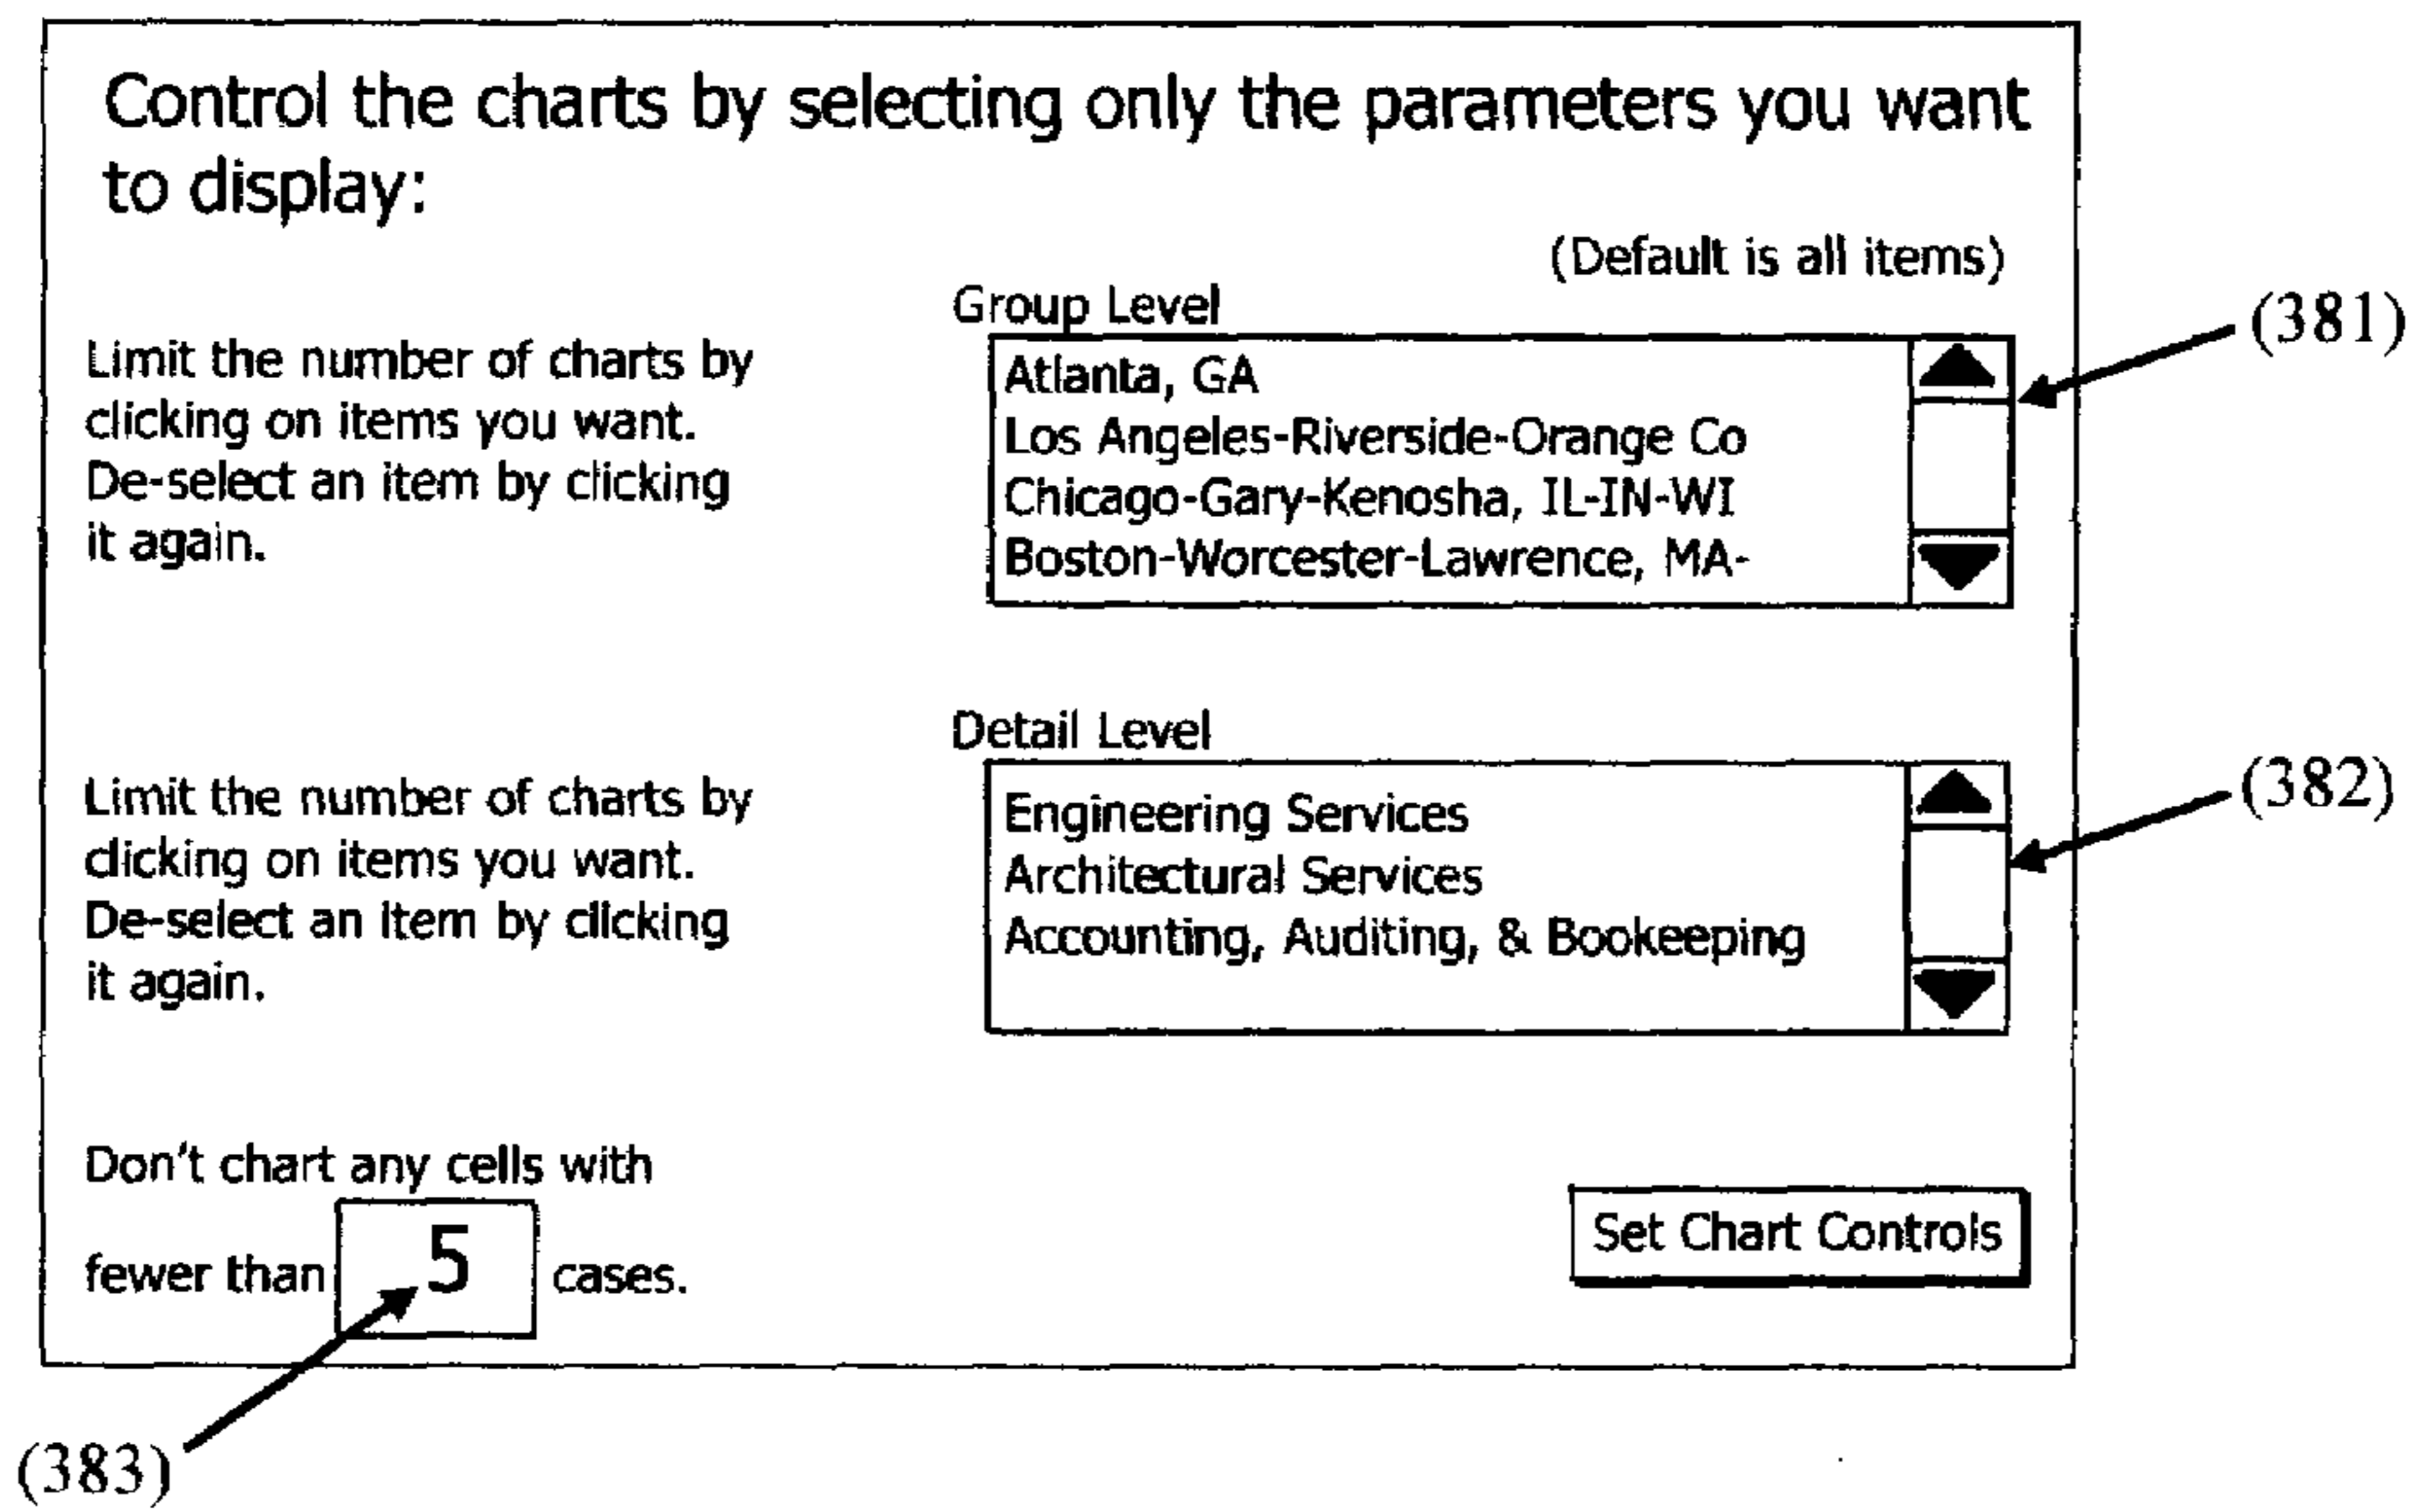 Control the charts by selecting only the parameters you want
to display:
(Default is all items)
Group Level
(381)
Limit the number of charts by
clicking on items you want.
De-select an item by clicking
it again.
Atlanta, GA
Los Angeles-Riverside-Orange Co
Chicago-Gary-Kenosha, IL-IN-WI
Boston-Worcester-Lawrence, MA-
Detail Level
(382)
Limit the number of charts by
clicking on items you want.
De-select an item by clicking
it again.
Engineering Services
Architectural Services
Accounting, Auditing, & Bookeeping
Don't chart any cells with
fewer than 5 cases.
Set Chart Controls
(383)